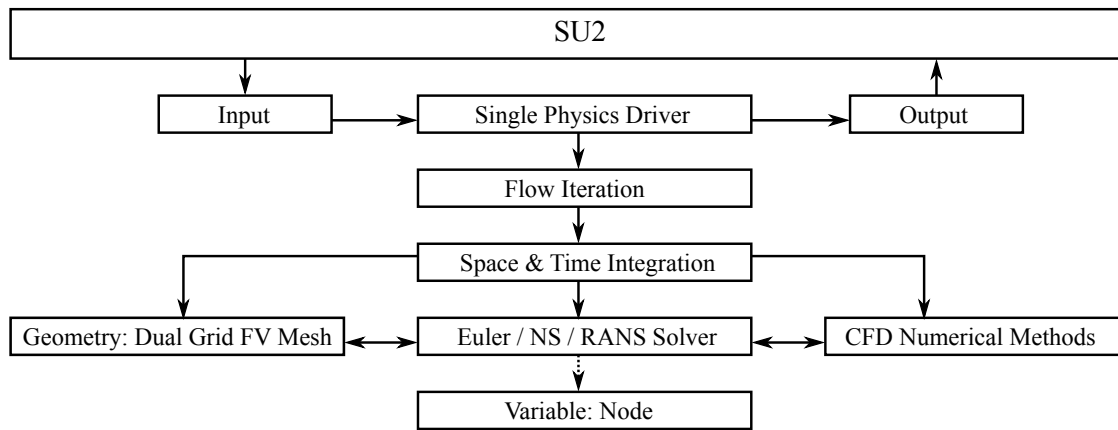 SU2
Input
Single Physics Driver
Output
Flow Iteration
Space & Time Integration
Geometry: Dual Grid FV Mesh
Euler / NS / RANS Solver
CFD Numerical Methods
Variable: Node